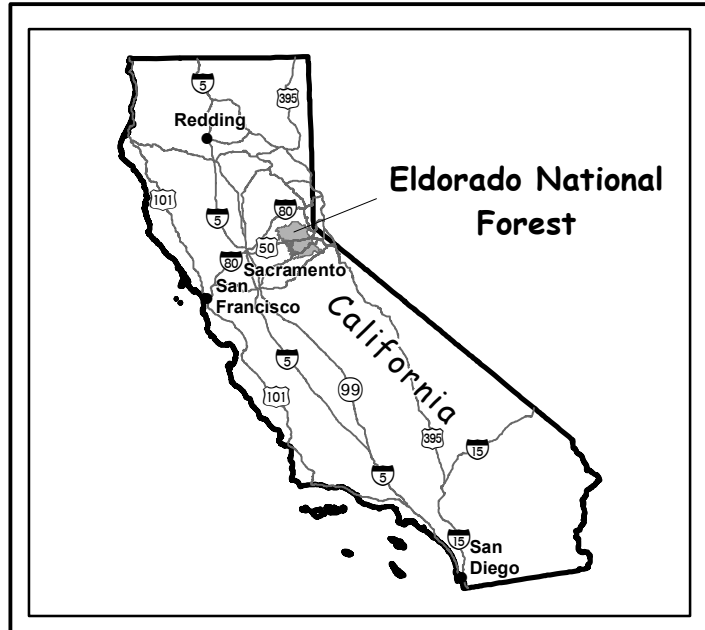 5
395
Redding
Eldorado National
Forest
101
80
5
50
80
Sacramento
San
Francisco
California
5
99
101
395
15
5
15
San
Diego